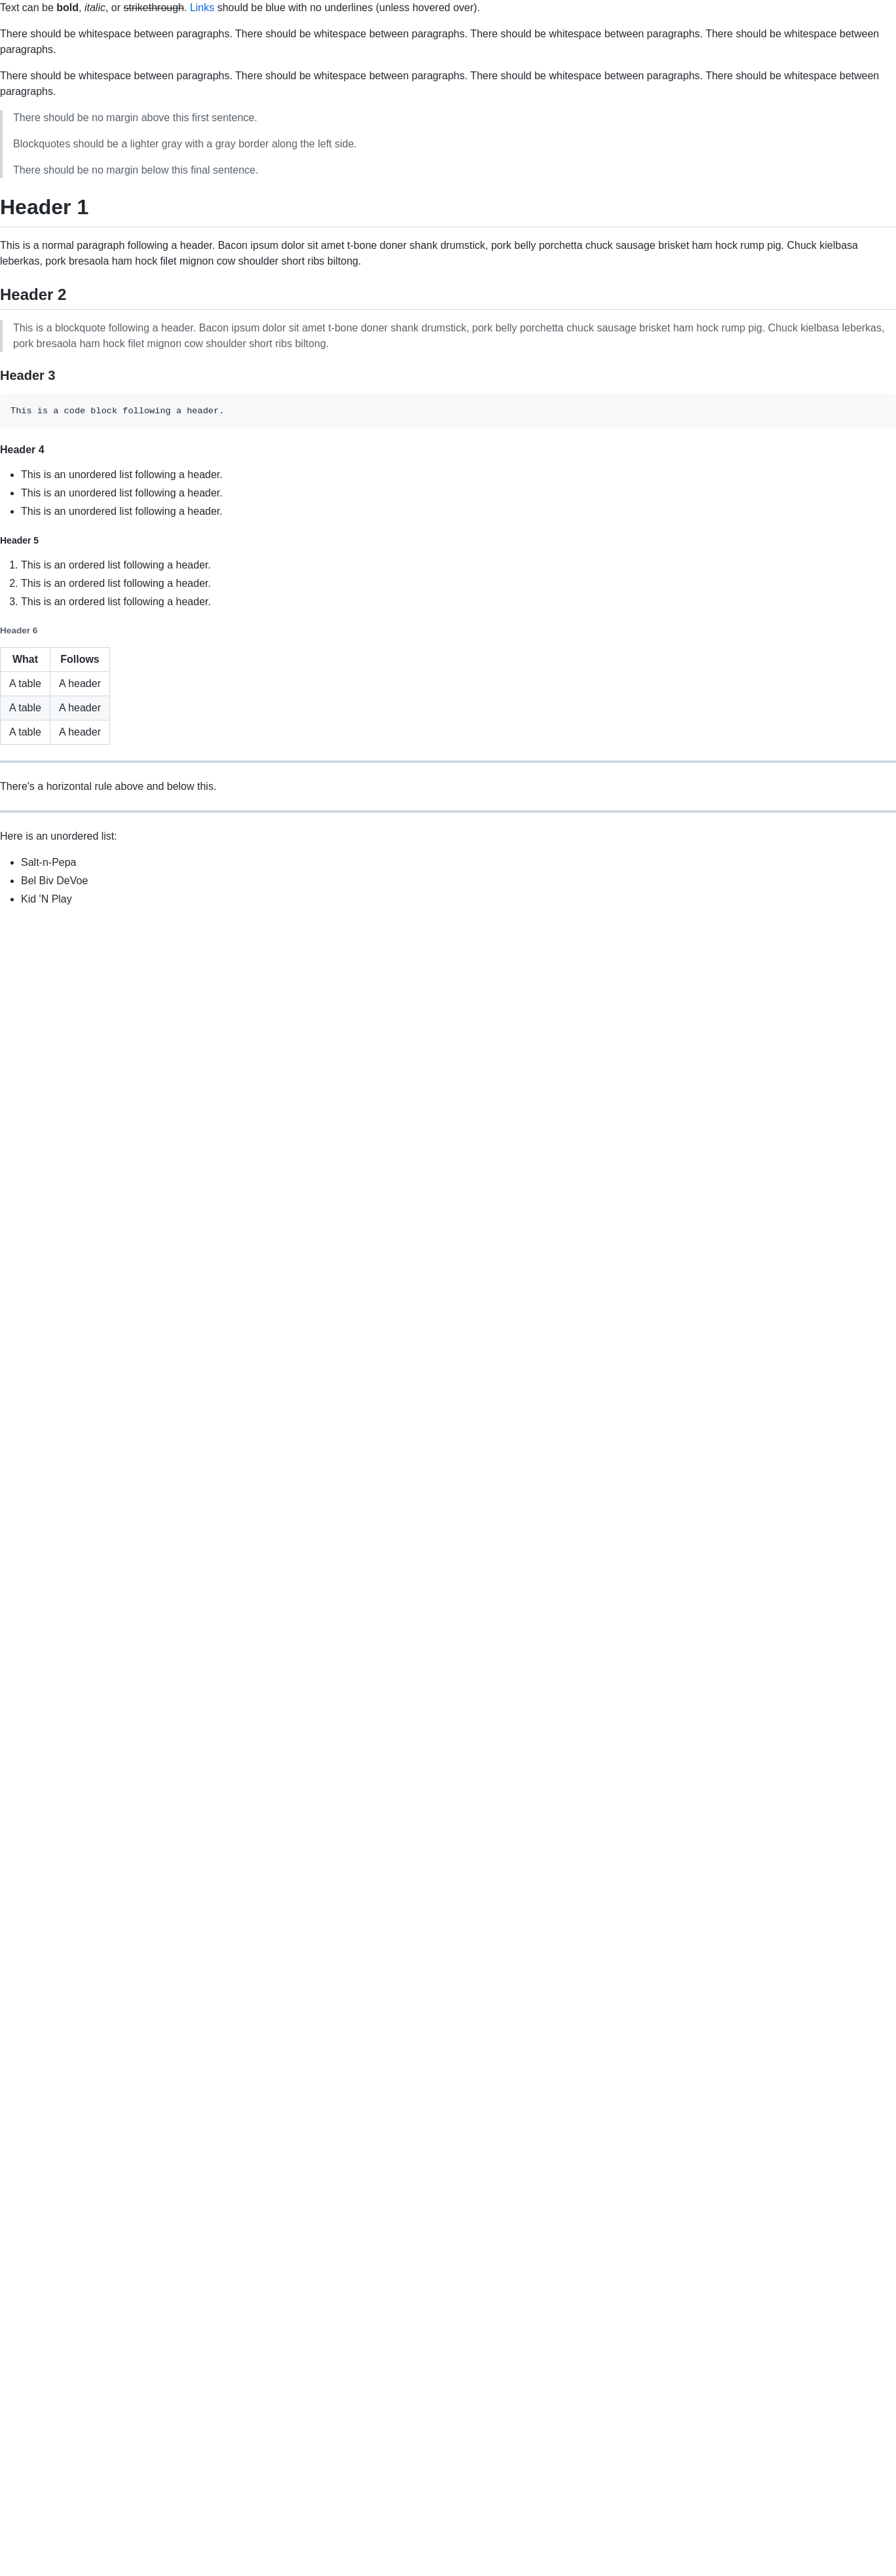 Text can be bold, italic, or strikethrough. Links should be blue with no underlines (unless hovered over).
There should be whitespace between paragraphs. There should be whitespace between paragraphs. There should be whitespace between paragraphs. There should be whitespace between
paragraphs.
There should be whitespace between paragraphs. There should be whitespace between paragraphs. There should be whitespace between paragraphs. There should be whitespace between
paragraphs.
There should be no margin above this first sentence.
Blockquotes should be a lighter gray with a gray border along the left side.
There should be no margin below this final sentence.
Header 1
This is a normal paragraph following a header. Bacon ipsum dolor sit amet t-bone doner shank drumstick, pork belly porchetta chuck sausage brisket ham hock rump pig. Chuck kielbasa
leberkas, pork bresaola ham hock filet mignon cow shoulder short ribs biltong.
Header 2
This is a blockquote following a header. Bacon ipsum dolor sit amet t-bone doner shank drumstick, pork belly porchetta chuck sausage brisket ham hock rump pig. Chuck kielbasa leberkas,
pork bresaola ham hock filet mignon cow shoulder short ribs biltong.
Header 3
This is a code block following a header.
Header 4
• This is an unordered list following a header.
• This is an unordered list following a header.
• This is an unordered list following a header.
Header 5
1. This is an ordered list following a header.
2. This is an ordered list following a header.
3. This is an ordered list following a header.
Header 6
What Follows
A table A header
A table A header
A table A header
There's a horizontal rule above and below this.
Here is an unordered list:
• Salt-n-Pepa
• Bel Biv DeVoe
• Kid 'N Play